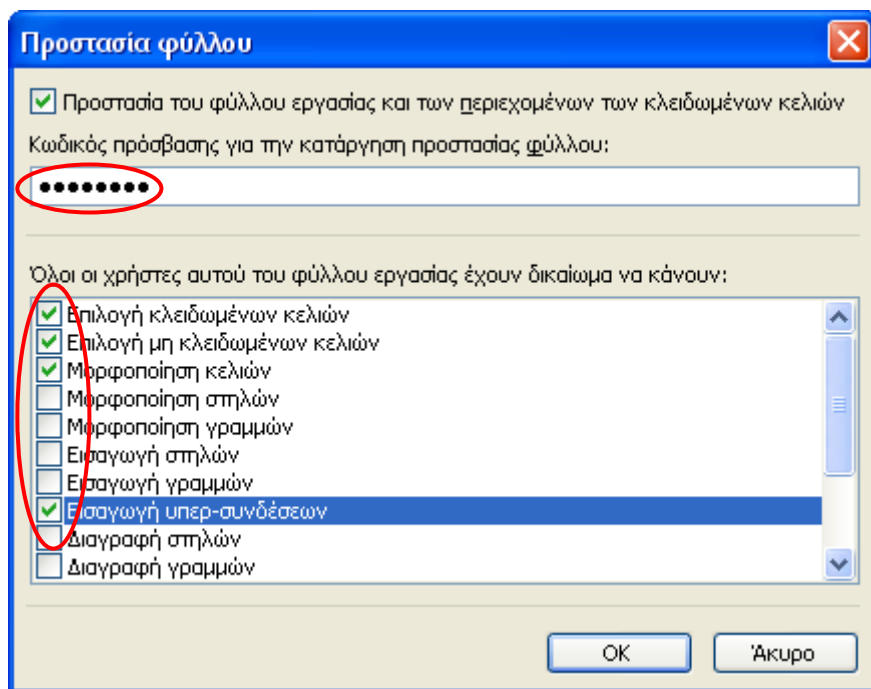 Προστασία φύλλου
Προστασία του φύλλου εργασίας και των περιεχομένων των κλειδωμένων κελιών
Κωδικός πρόσβασης για την κατάργηση προστασίας φύλλου:
●●●●●●●●
Όλοι οι χρήστες αυτού του φύλλου εργασίας έχουν δικαίωμα να κάνουν:
Επιλογή κλειδωμένων κελιών
Επιλογή μη κλειδωμένων κελιών
Μορφοποίηση κελιών
Μορφοποίηση στηλών
Μορφοποίηση γραμμών
Εισαγωγή στηλών
Εισαγωγή γραμμών
Εισαγωγή υπερ-συνδέσεων
Διαγραφή στηλών
Διαγραφή γραμμών
OK
Άκυρο